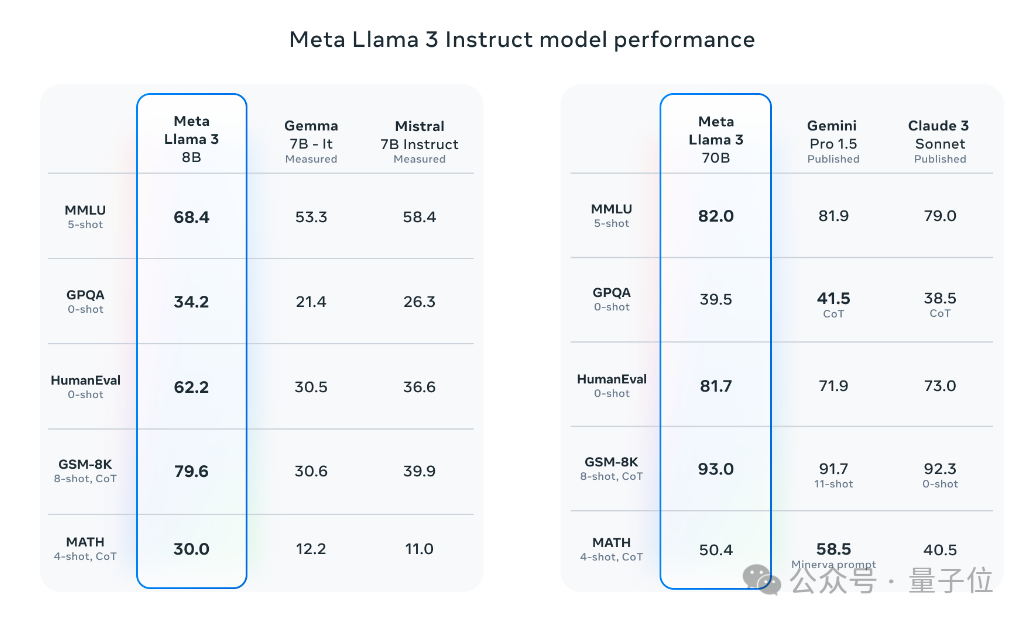 Meta Llama 3 Instruct model performance
Meta
Llama 3
8B
Gemma
7B - It
Measured
Mistral
7B Instruct
Measured
MMLU
5-shot
68.4
53.3
58.4
GPQA
0-shot
34.2
21.4
26.3
HumanEval
0-shot
62.2
30.5
36.6
GSM-8K
8-shot, CoT
79.6
30.6
39.9
MATH
4-shot, CoT
30.0
12.2
11.0
Meta
Llama 3
70B
Gemini
Pro 1.5
Published
Claude 3
Sonnet
Published
MMLU
5-shot
82.0
81.9
79.0
GPQA
0-shot
39.5
41.5
CoT
38.5
CoT
HumanEval
0-shot
81.7
71.9
73.0
GSM-8K
8-shot, CoT
93.0
91.7
11-shot
92.3
0-shot
MATH
4-shot, CoT
50.4
58.5
Minerva prompt
40.5
公众号 · 量子位